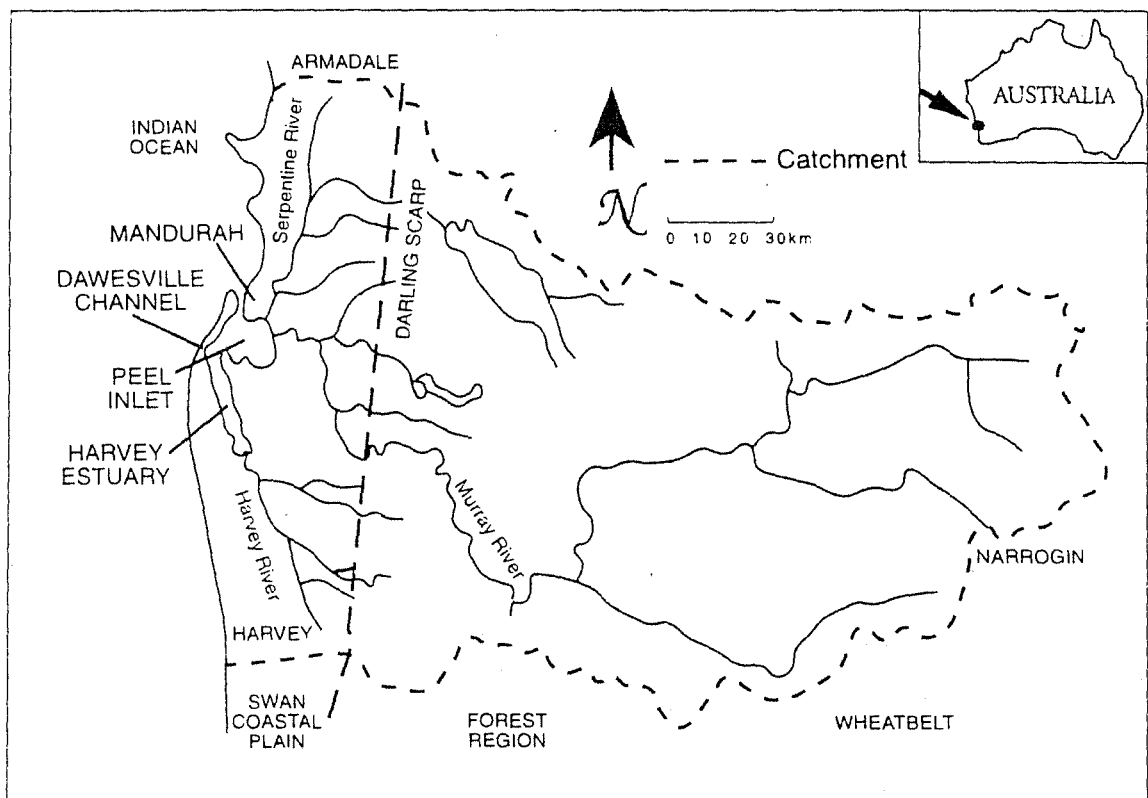 ARMADALE
AUSTRALIA
INDIAN
OCEAN
Serpentine River
N
Catchment
0 10 20 30km
DARLING SCARP
MANDURAH
DAWESVILLE
CHANNEL
PEEL
INLET
HARVEY
ESTUARY
Harvey River
Murray River
NARROGIN
HARVEY
SWAN
COASTAL
PLAIN
FOREST
REGION
WHEATBELT